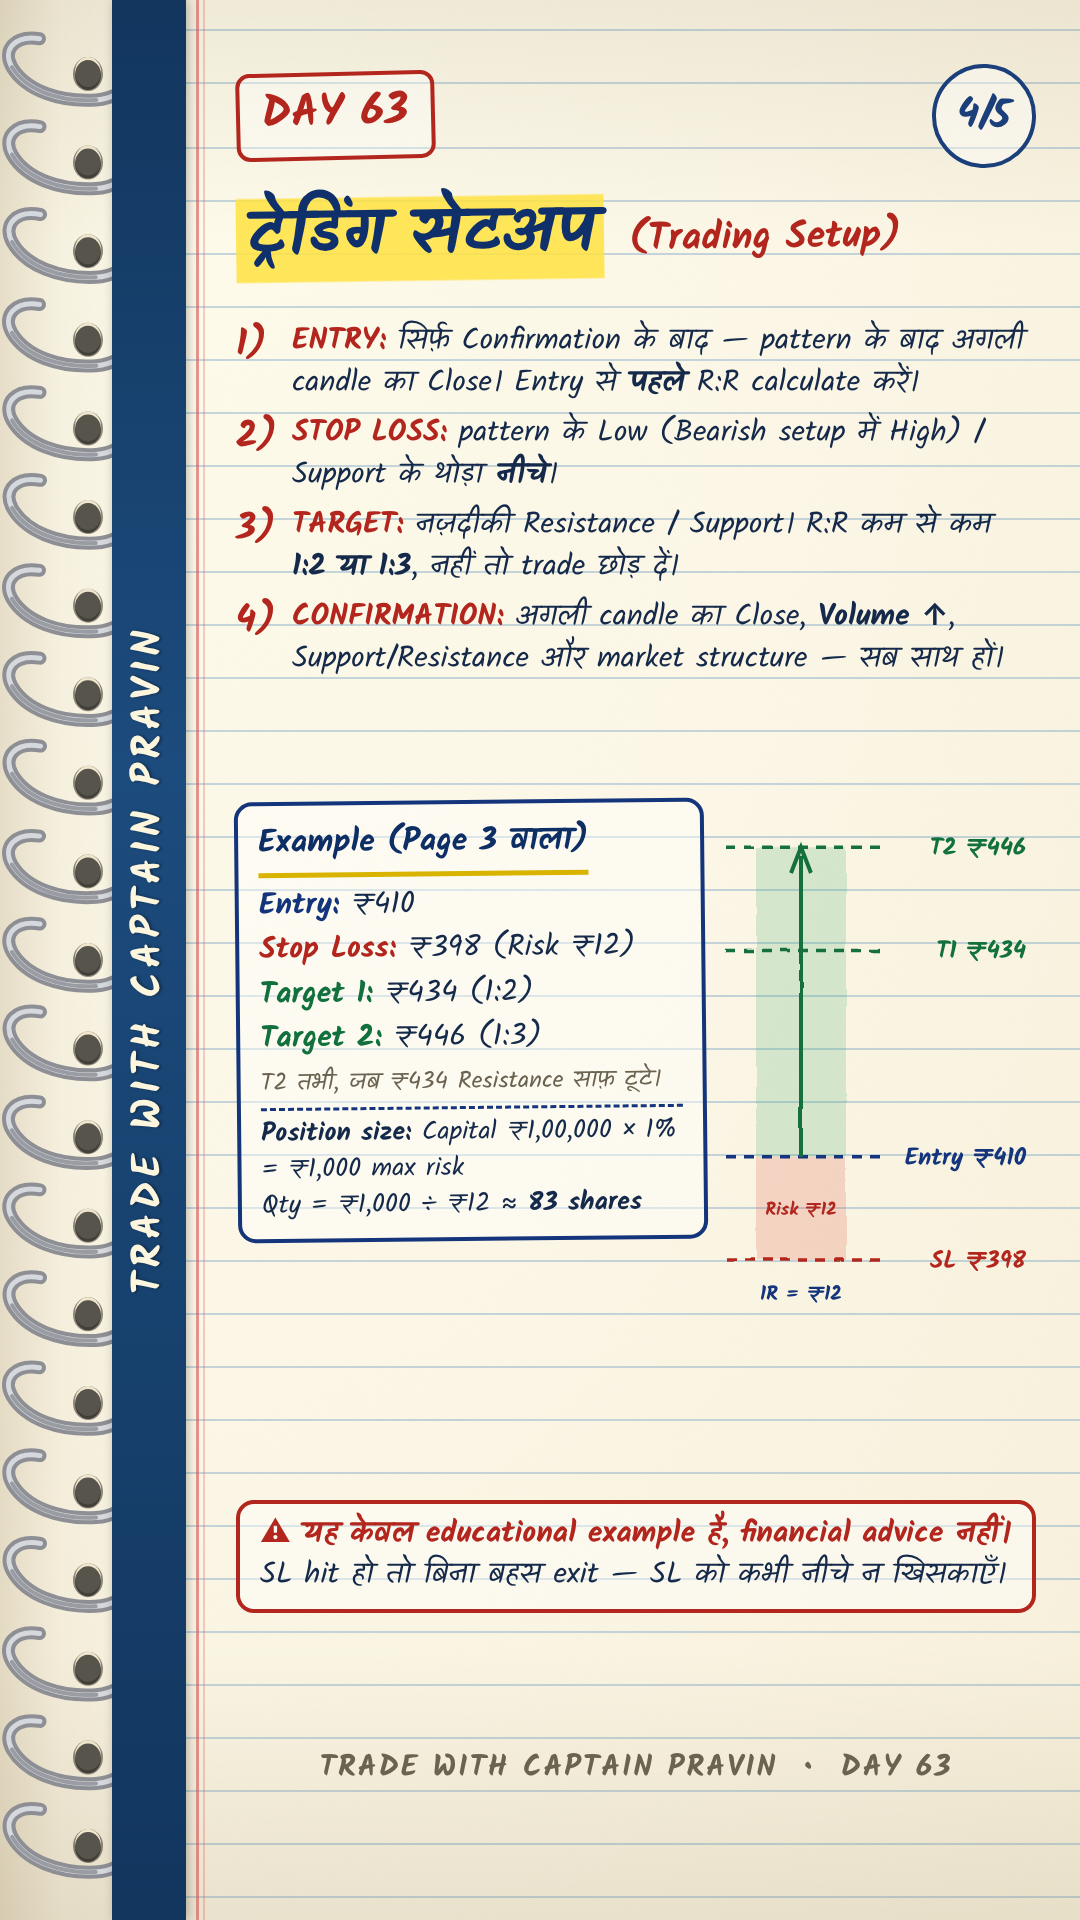 DAY 63
4/5
ट्रेडिंग सेटअप (Trading Setup)
1) ENTRY: सिर्फ़ Confirmation के बाद — pattern के बाद अगली
candle का Close। Entry से पहले R:R calculate करें।
2) STOP LOSS: pattern के Low (Bearish setup में High) /
Support के थोड़ा नीचे।
3) TARGET: नज़दीकी Resistance / Support। R:R कम से कम
1:2 या 1:3, नहीं तो trade छोड़ दें।
4) CONFIRMATION: अगली candle का Close, Volume ↑,
Support/Resistance और market structure — सब साथ हों।
TRADE WITH CAPTAIN PRAVIN
Example (Page 3 वाला)
Entry: ₹410
Stop Loss: ₹398 (Risk ₹12)
Target 1: ₹434 (1:2)
Target 2: ₹446 (1:3)
T2 तभी, जब ₹434 Resistance साफ़ टूटे।
Position size: Capital ₹1,00,000 × 1%
= ₹1,000 max risk
Qty = ₹1,000 ÷ ₹12 ≈ 83 shares
T2 ₹446
T1 ₹434
Entry ₹410
Risk ₹12
SL ₹398
1R = ₹12
⚠ यह केवल educational example है, financial advice नहीं।
SL hit हो तो बिना बहस exit — SL को कभी नीचे न खिसकाएँ।
TRADE WITH CAPTAIN PRAVIN · DAY 63